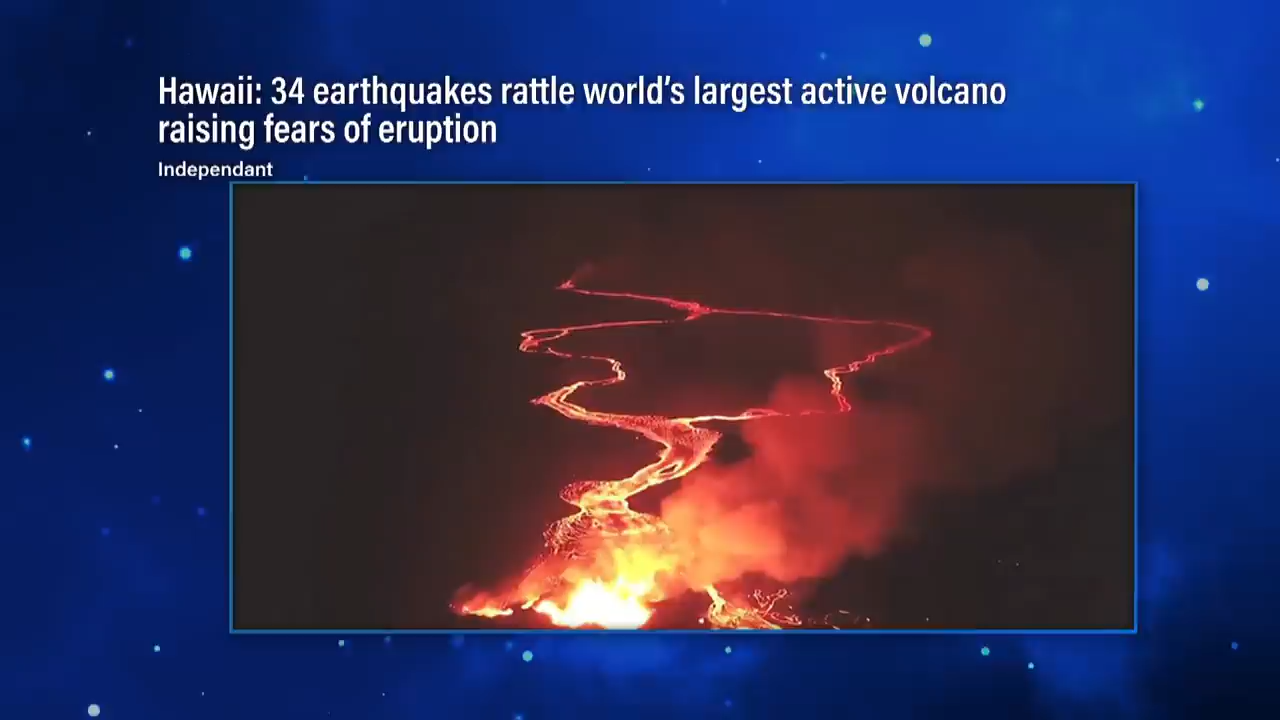 Hawaii: 34 earthquakes rattle world's largest active volcano
raising fears of eruption
Independant